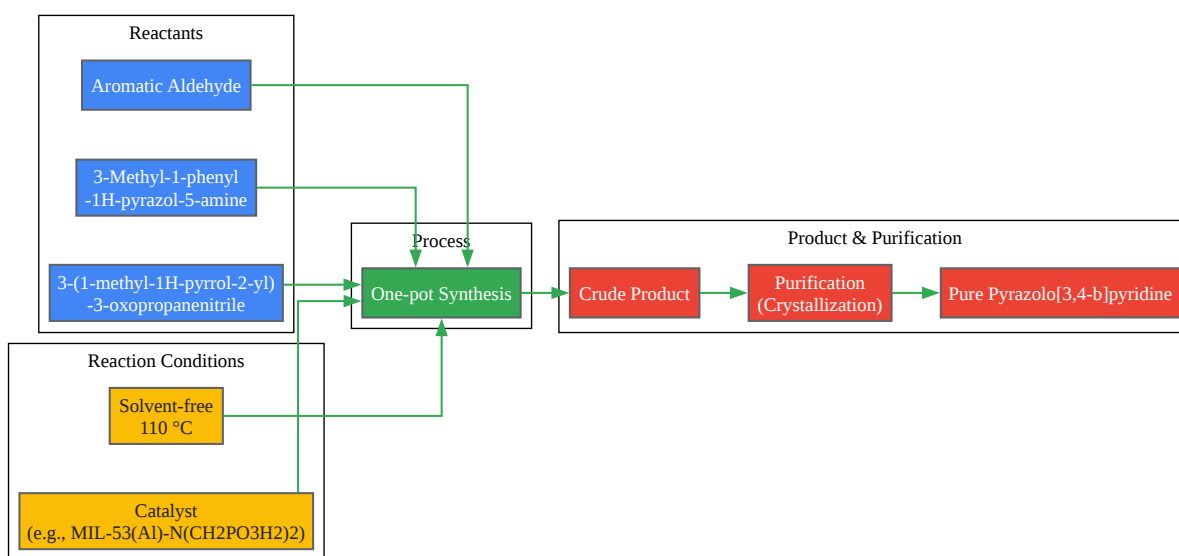 Reactants
Aromatic Aldehyde
3-Methyl-1-phenyl
-1H-pyrazol-5-amine
3-(1-methyl-1H-pyrrol-2-yl)
-3-oxopropanenitrile
Reaction Conditions
Solvent-free
110 °C
Catalyst
(e.g., MIL-53(Al)-N(CH2PO3H2)2)
Process
One-pot Synthesis
Product & Purification
Crude Product
Purification
(Crystallization)
Pure Pyrazolo[3,4-b]pyridine